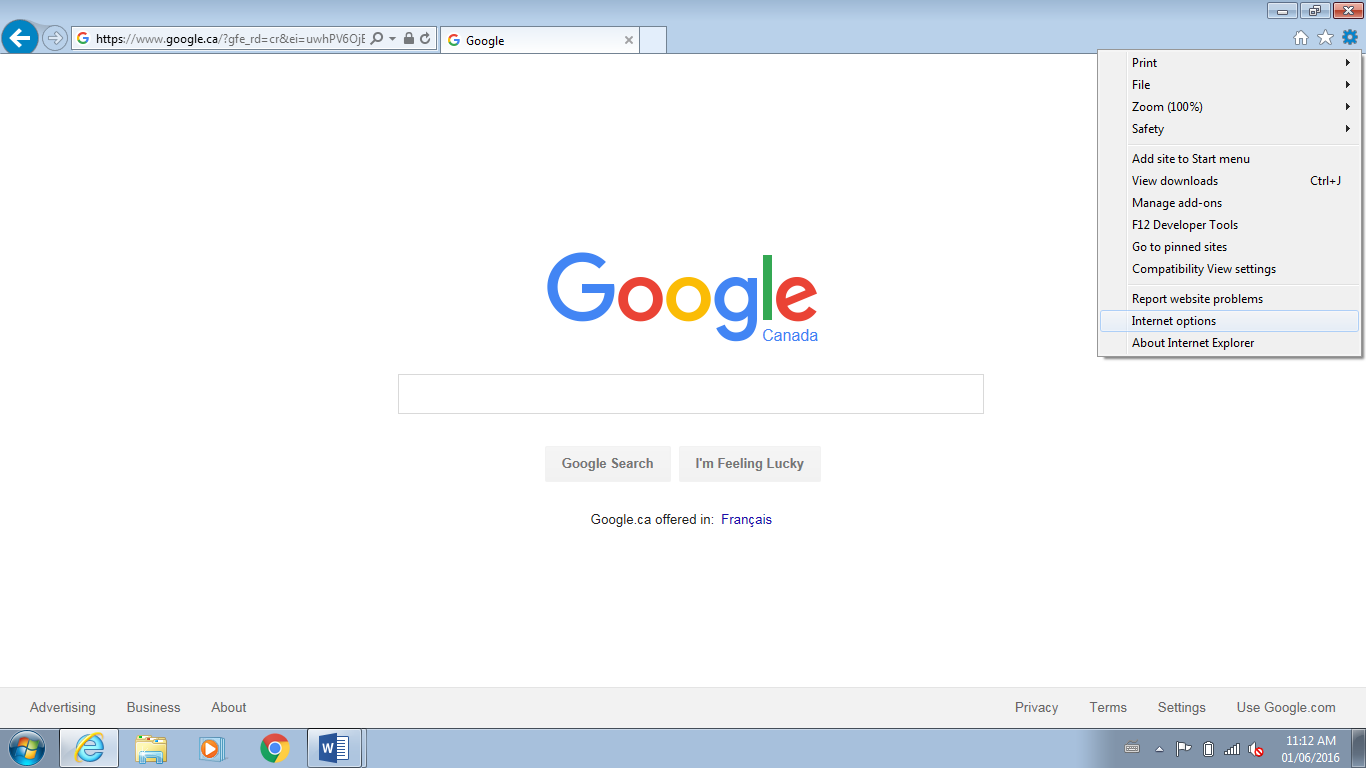 https://www.google.ca/?gfe_rd=cr&ei=uwhPV6OjE
Google
Print
File
Zoom (100%)
Safety
Add site to Start menu
View downloads Ctrl+J
Manage add-ons
F12 Developer Tools
Go to pinned sites
Compatibility View settings
Report website problems
Internet options
About Internet Explorer
Google
Canada
Google Search I'm Feeling Lucky
Google.ca offered in: Français
Advertising Business About Privacy Terms Settings Use Google.com
11:12 AM
01/06/2016